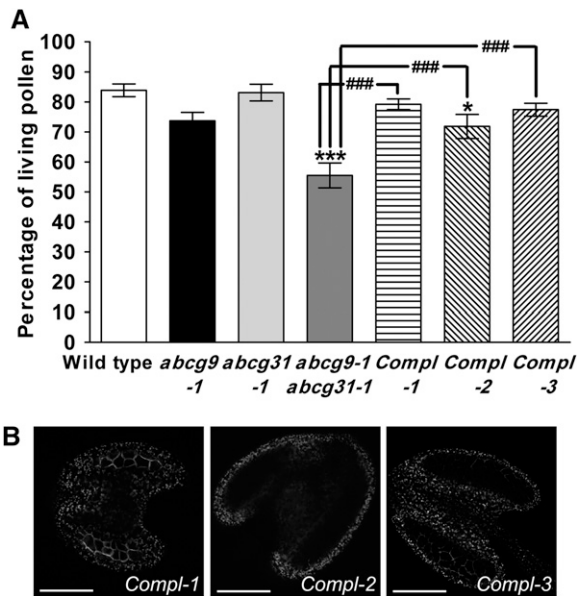 A
Percentage of living pollen
100
90
80
70
60
50
40
30
20
10
0
###
###
###
***
*
Wild type abcg9 abcg31 abcg9-1 Compl Compl Compl
-1 -1 abcg31-1 -1 -2 -3
B
Compl-1 Compl-2 Compl-3